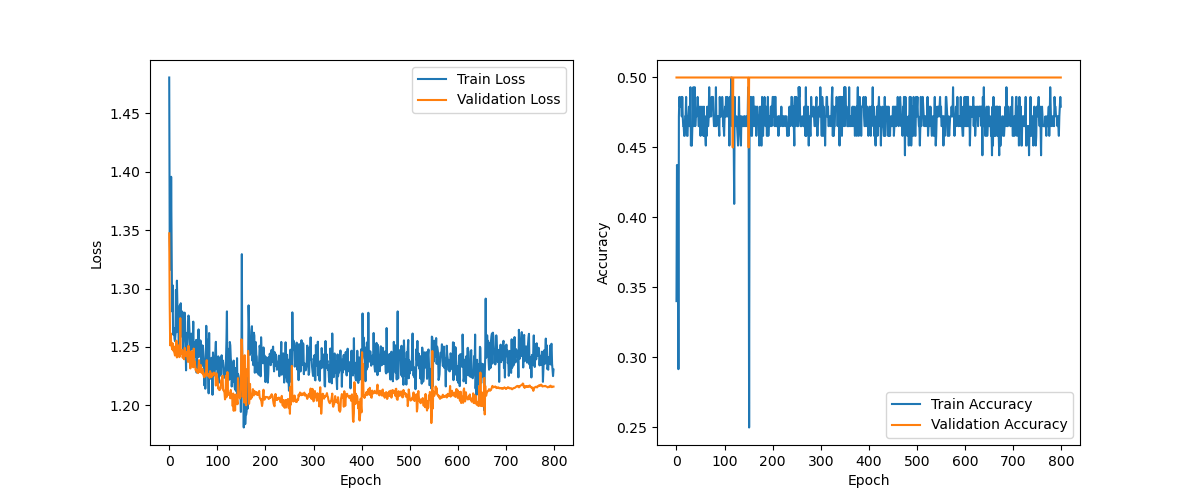 Train Loss
Validation Loss
1.45
1.40
1.35
1.30
1.25
1.20
Loss
0 100 200 300 400 500 600 700 800
Epoch
0.50
0.45
0.40
0.35
0.30
0.25
Accuracy
Train Accuracy
Validation Accuracy
0 100 200 300 400 500 600 700 800
Epoch